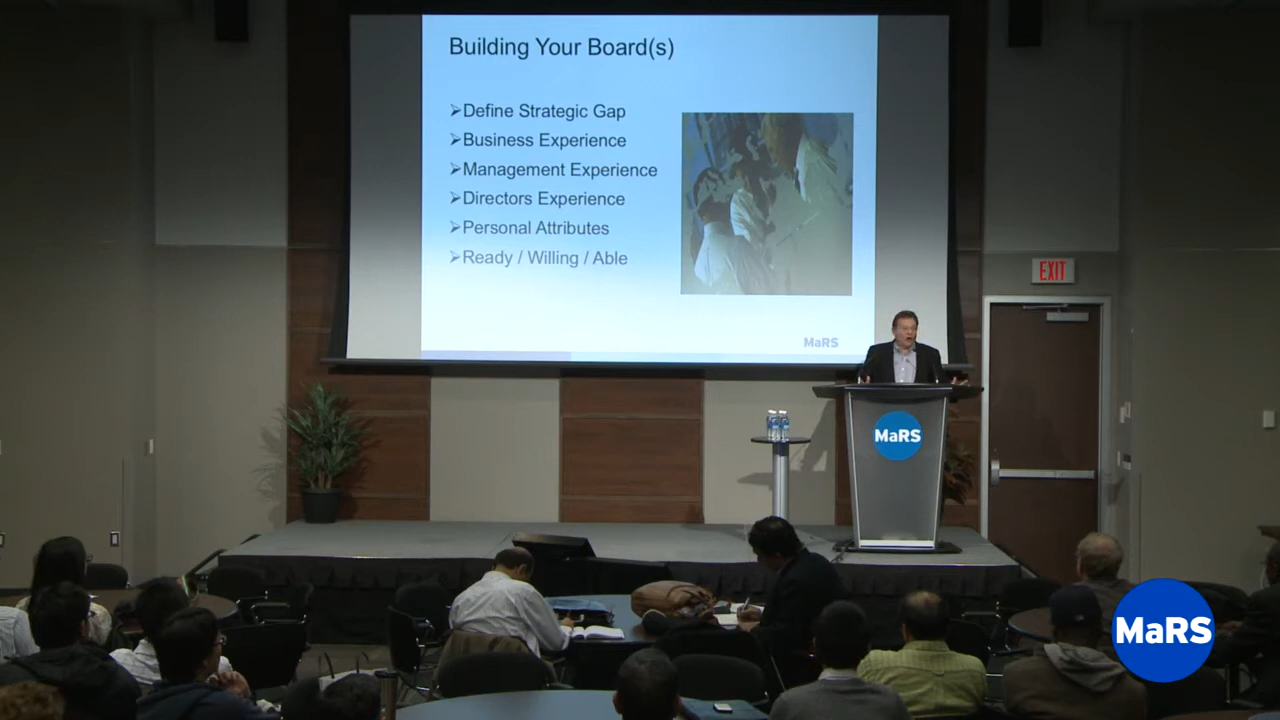 Building Your Board(s)
➢Define Strategic Gap
➢Business Experience
➢Management Experience
➢Directors Experience
➢Personal Attributes
➢Ready / Willing / Able
MaRS
EXIT
MaRS
MaRS